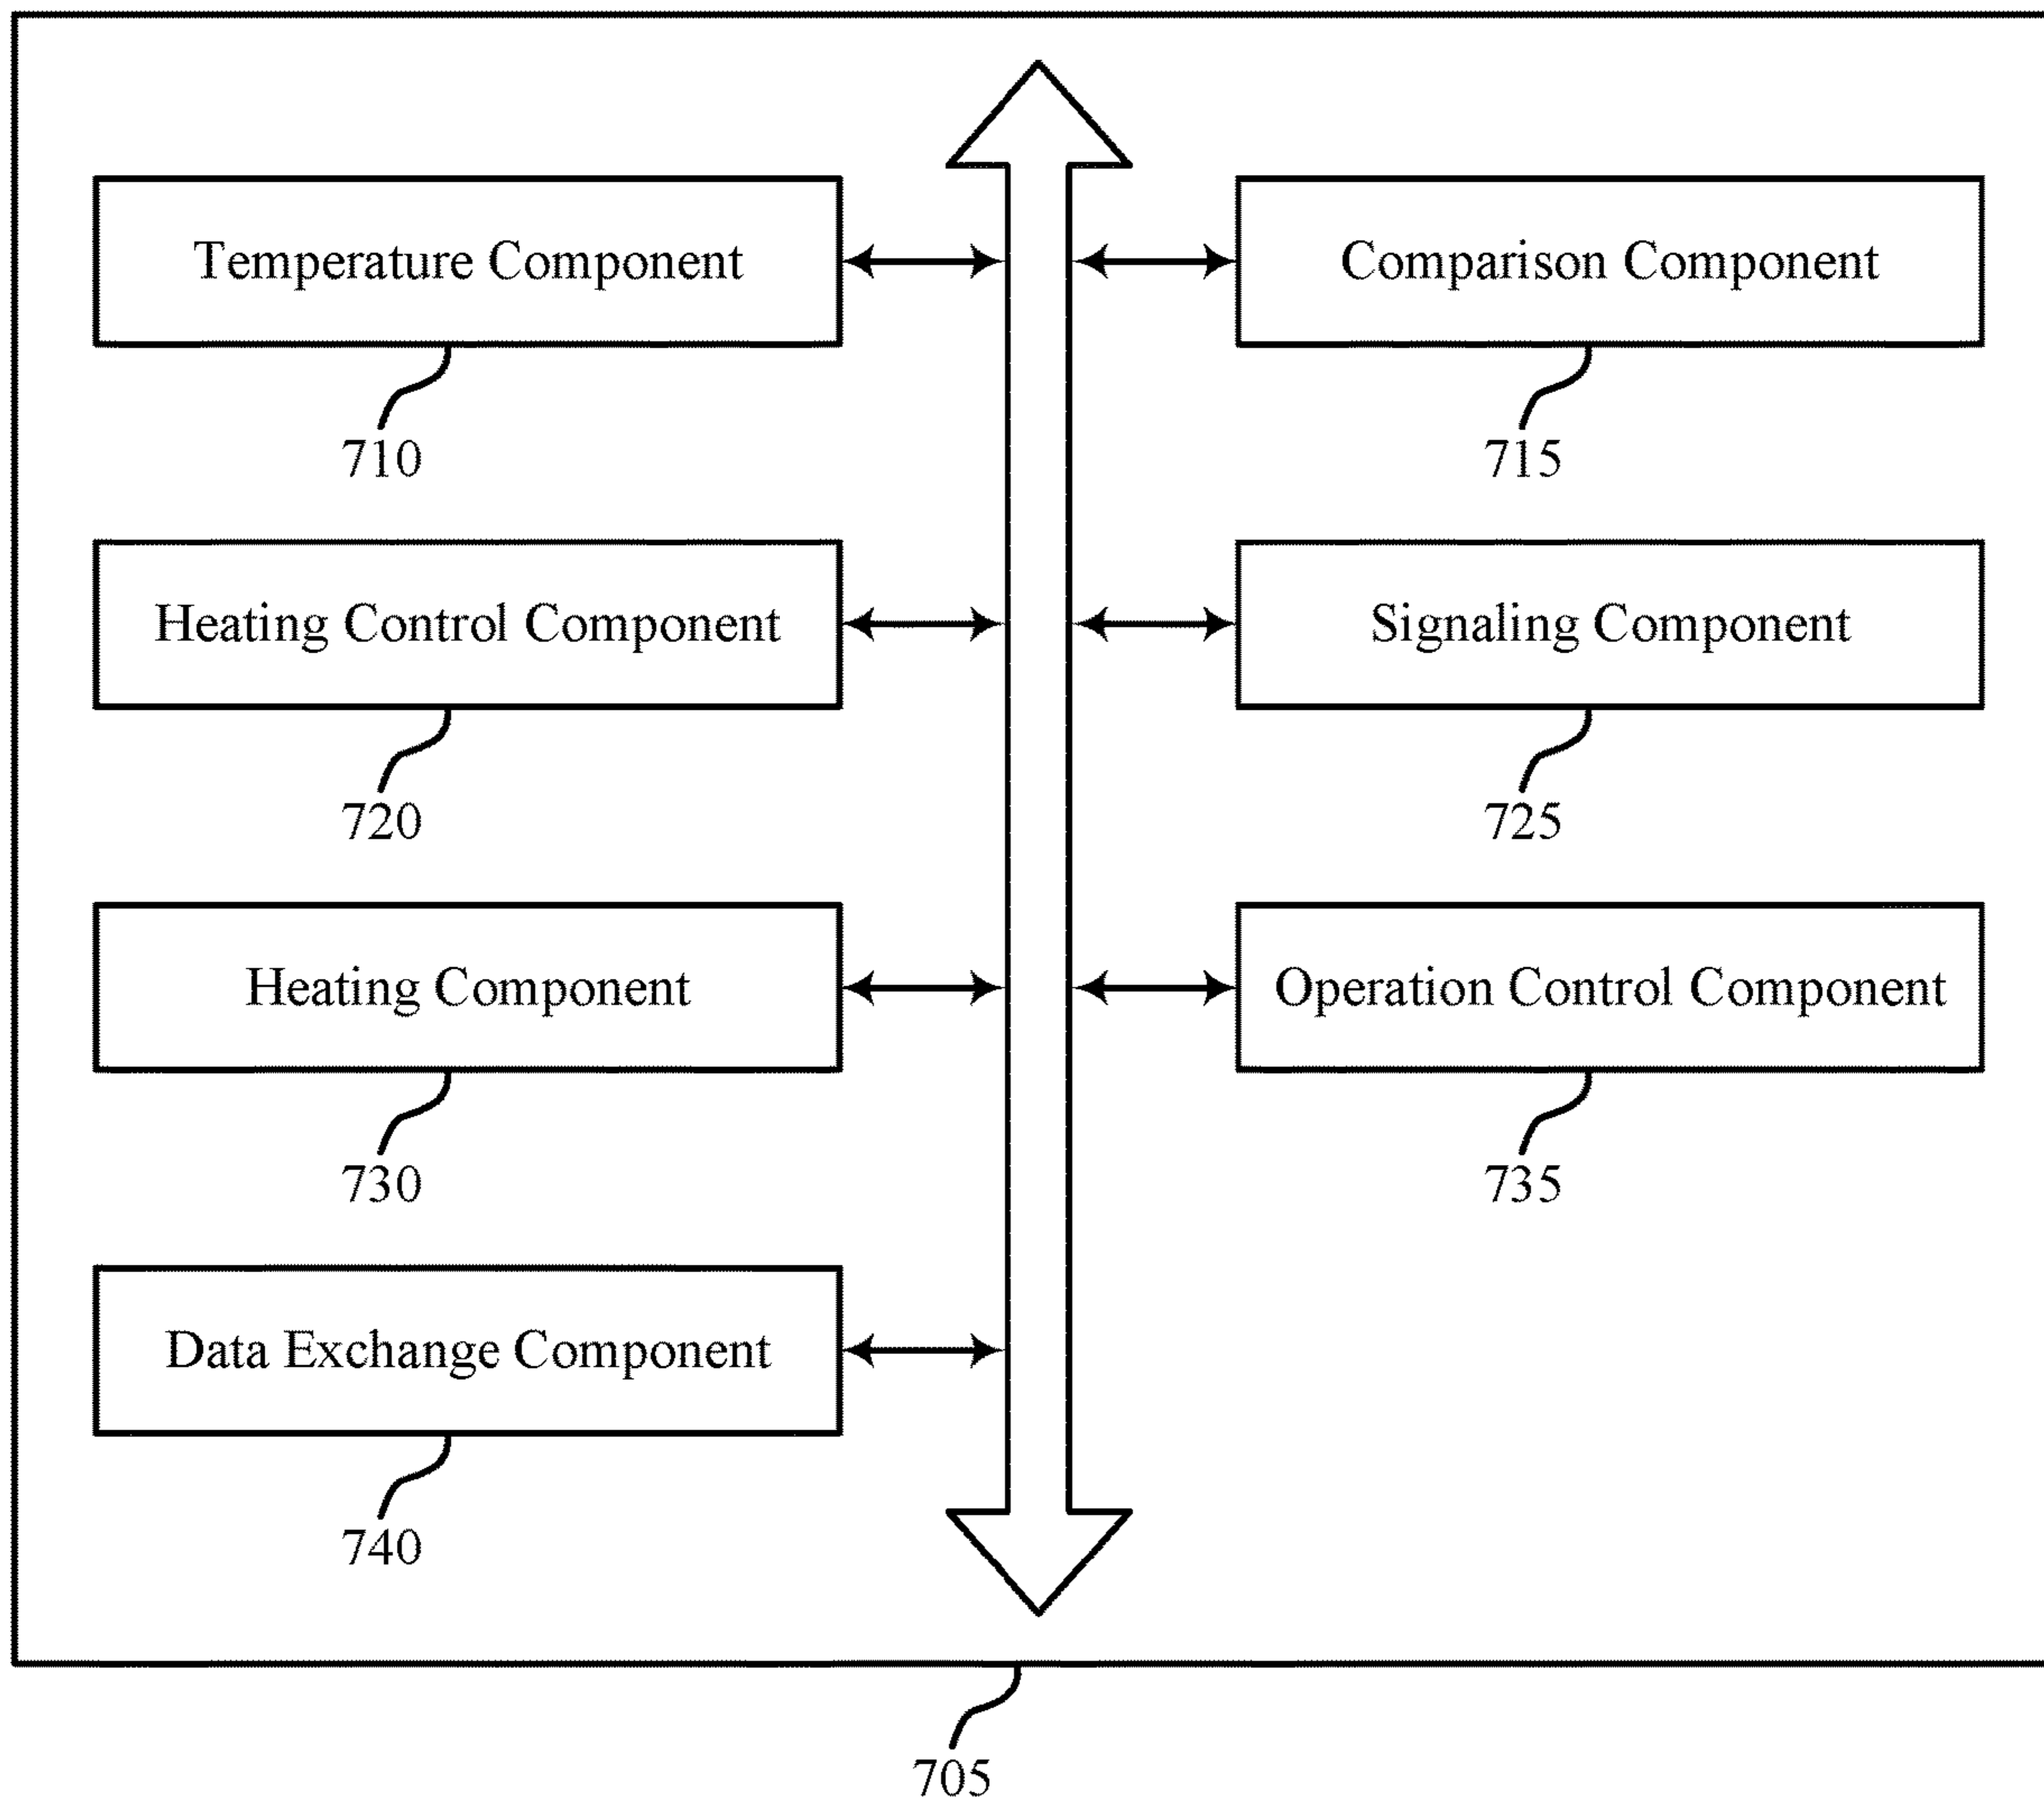 Temperature Component
Comparison Component
710
715
Heating Control Component
Signaling Component
720
725
Heating Component
Operation Control Component
730
735
Data Exchange Component
740
705